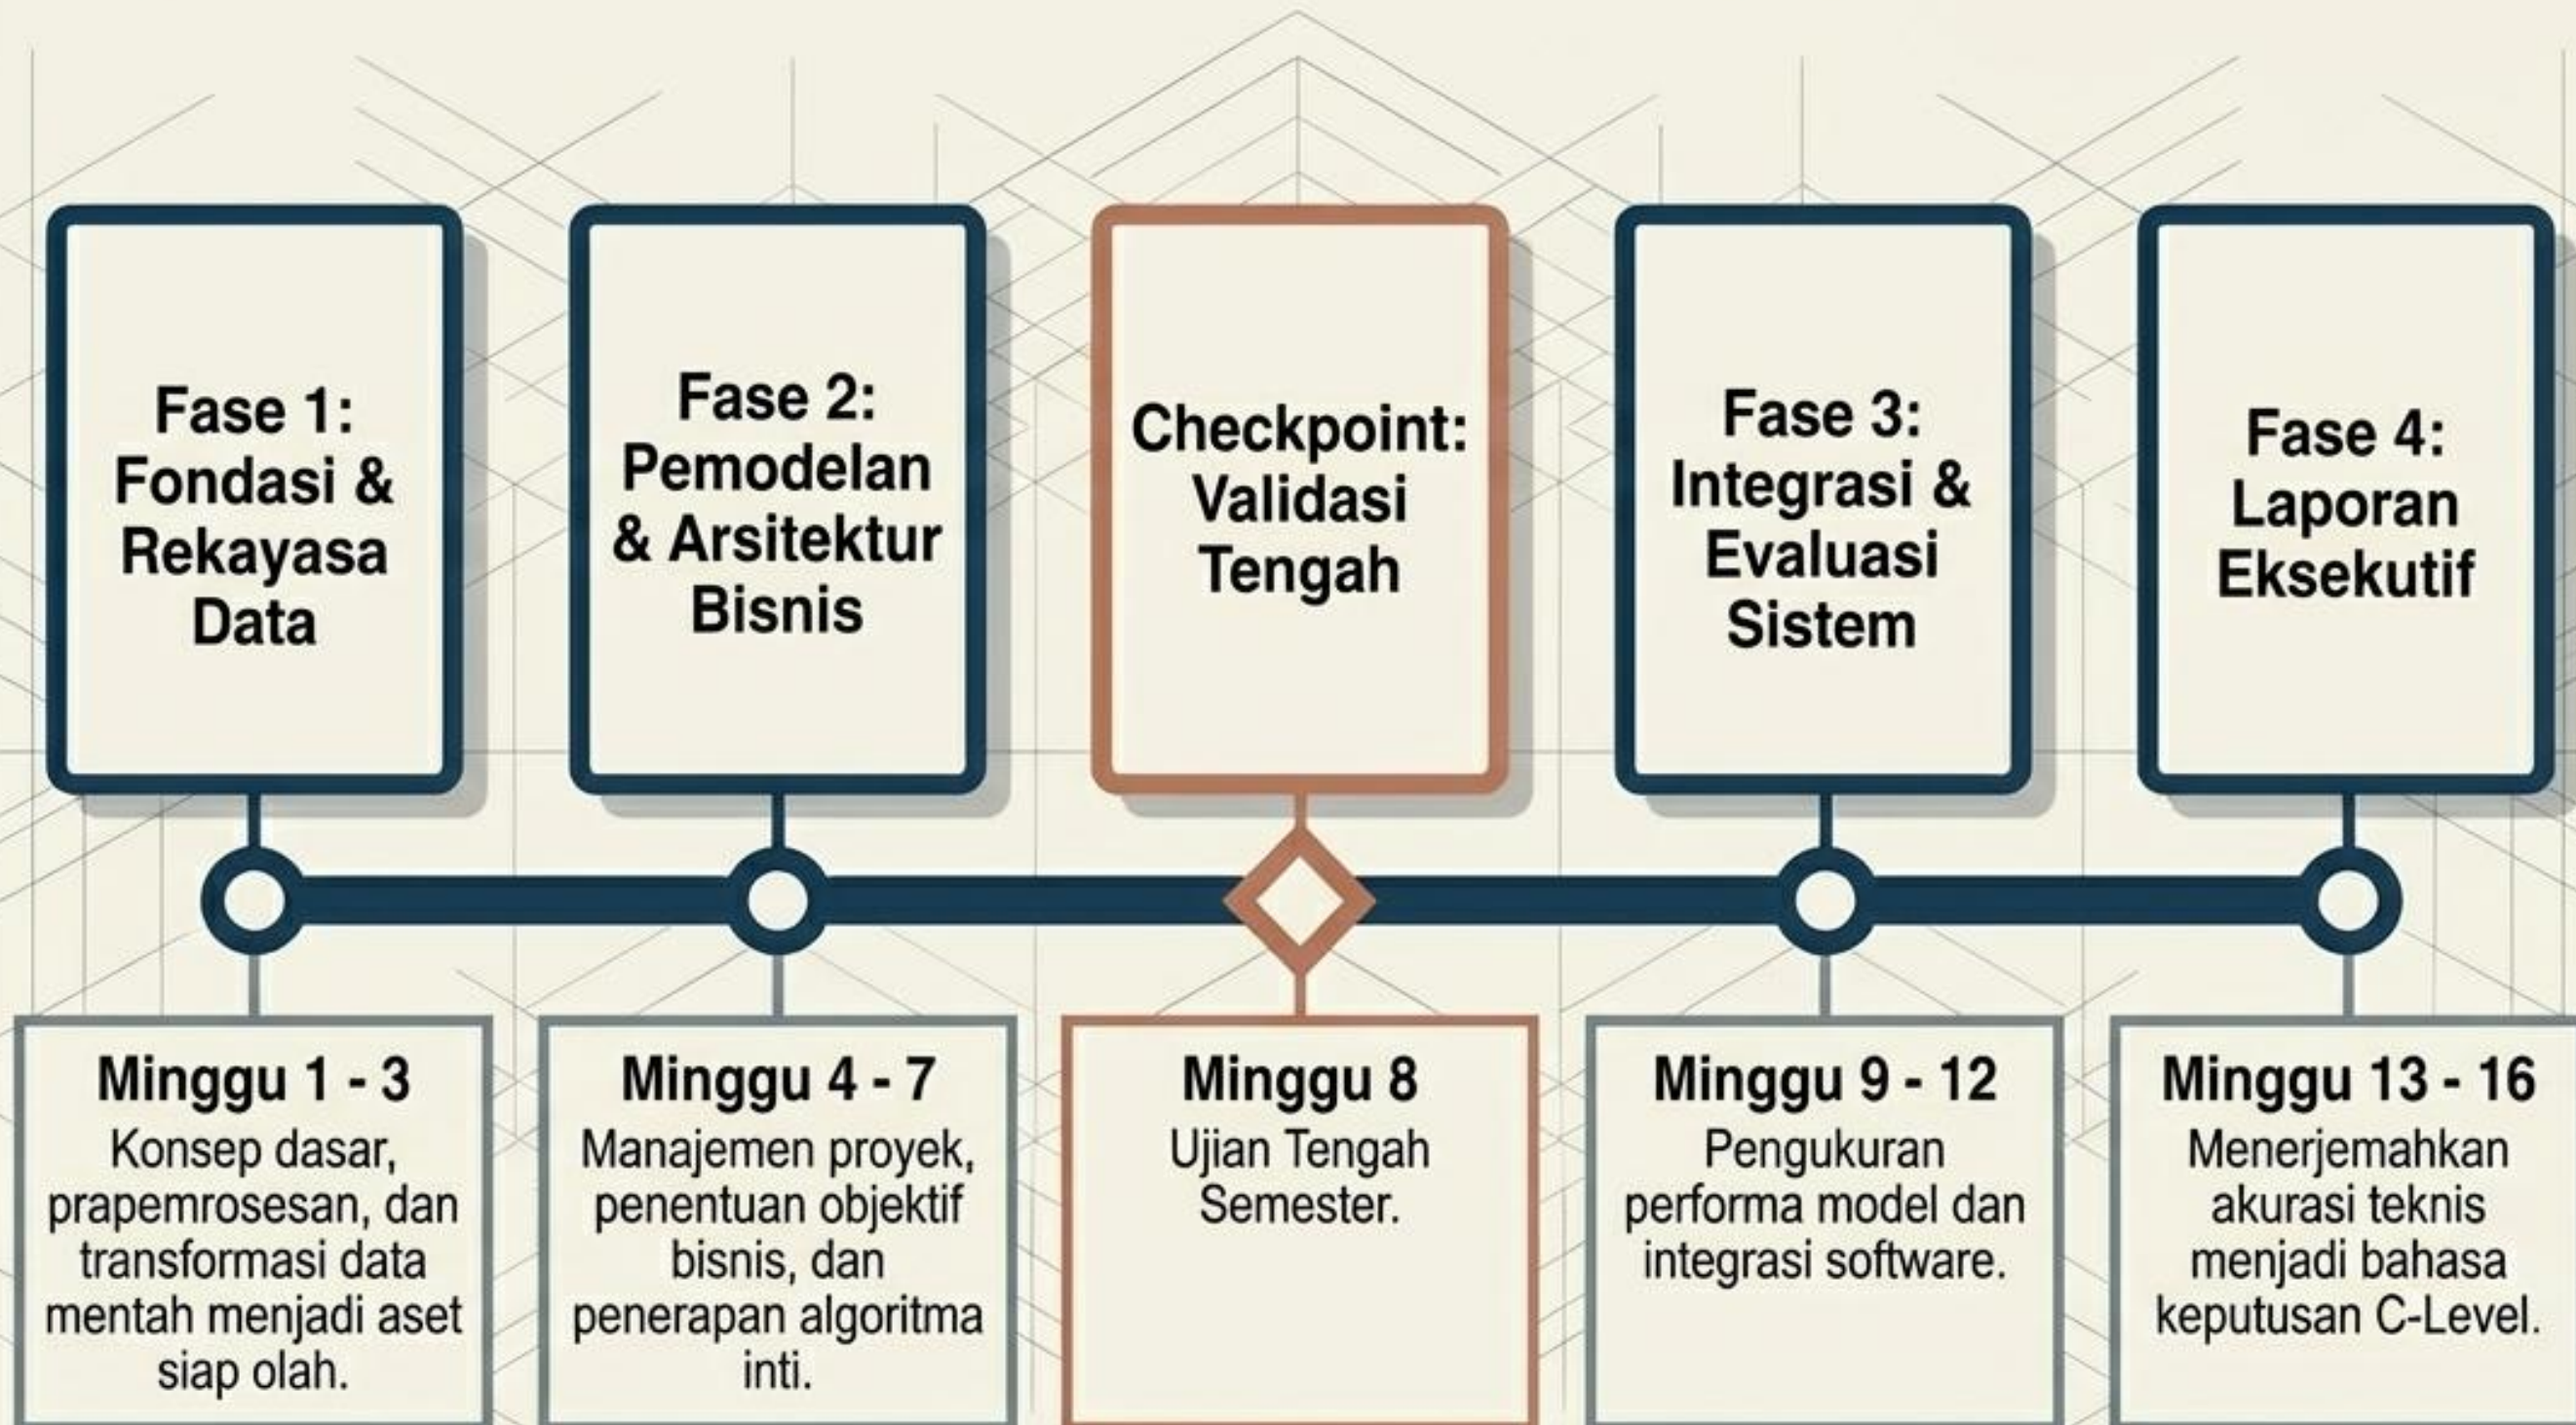 Fase 1:
Fondasi &
Rekayasa
Data
Fase 2:
Pemodelan
& Arsitektur
Bisnis
Checkpoint:
Validasi
Tengah
Fase 3:
Integrasi &
Evaluasi
Sistem
Fase 4:
Laporan
Eksekutif
Minggu 1 - 3
Konsep dasar,
prapemrosesan, dan
transformasi data
mentah menjadi aset
siap olah.
Minggu 4 - 7
Manajemen proyek,
penentuan objektif
bisnis, dan
penerapan algoritma
inti.
Minggu 8
Ujian Tengah
Semester.
Minggu 9 - 12
Pengukuran
performa model dan
integrasi software.
Minggu 13 - 16
Menerjemahkan
akurasi teknis
menjadi bahasa
keputusan C-Level.